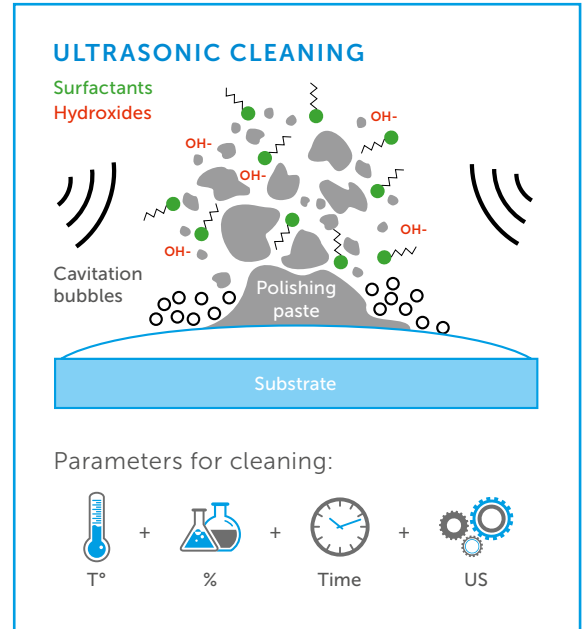 ULTRASONIC CLEANING
Surfactants
Hydroxides
OH-
OH-
OH-
OH-
OH-
Cavitation
bubbles
Polishing
paste
Substrate
Parameters for cleaning:
+ + +
T° % Time US